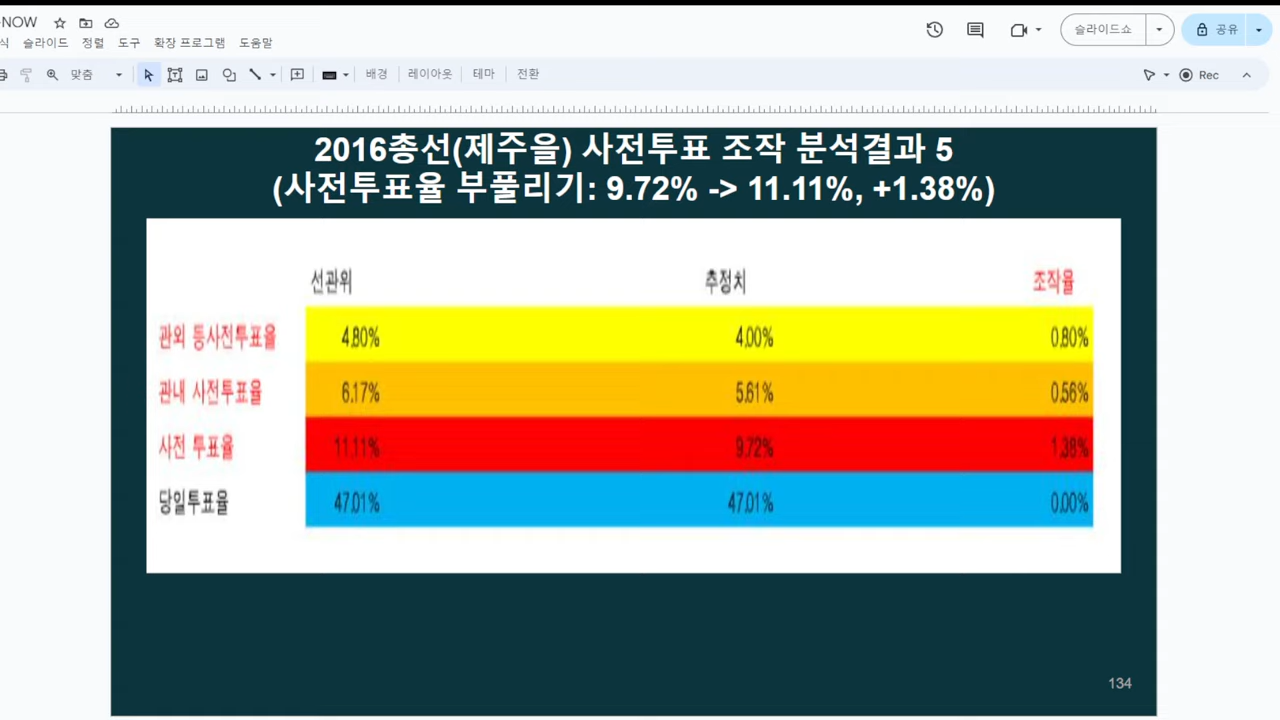 -NOW
식 슬라이드 정렬 도구 확장 프로그램 도움말
슬라이드쇼
공유
맞춤
배경 레이아웃 테마 전환
Rec
2016총선(제주을) 사전투표 조작 분석결과 5
(사전투표율 부풀리기: 9.72% -> 11.11%, +1.38%)
선관위 추정치 조작율
관외 등사전투표율 4.80% 4.00% 0.80%
관내 사전투표율 6.17% 5.61% 0.56%
사전 투표율 11.11% 9.72% 1.38%
당일투표율 47.01% 47.01% 0.00%
134